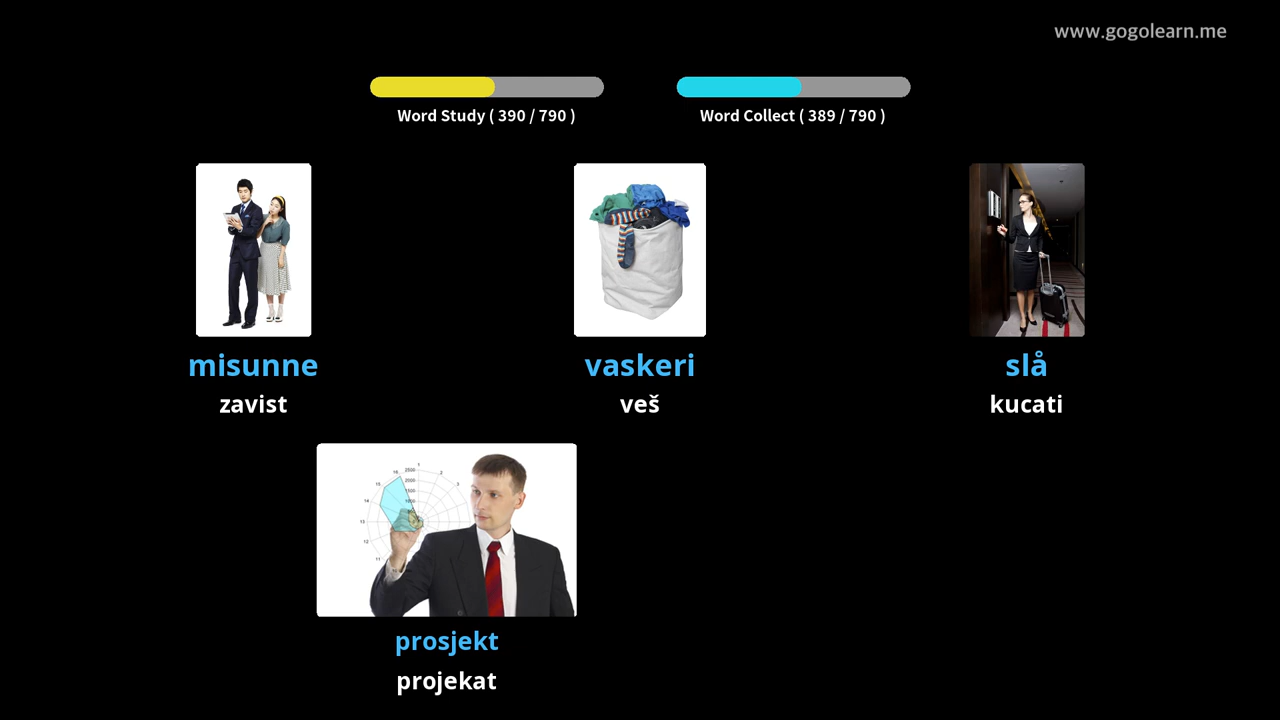 www.gogolearn.me
Word Study ( 390 / 790 )
Word Collect ( 389 / 790 )
misunne
vaskeri
slå
zavist
veš
kucati
prosjekt
projekat